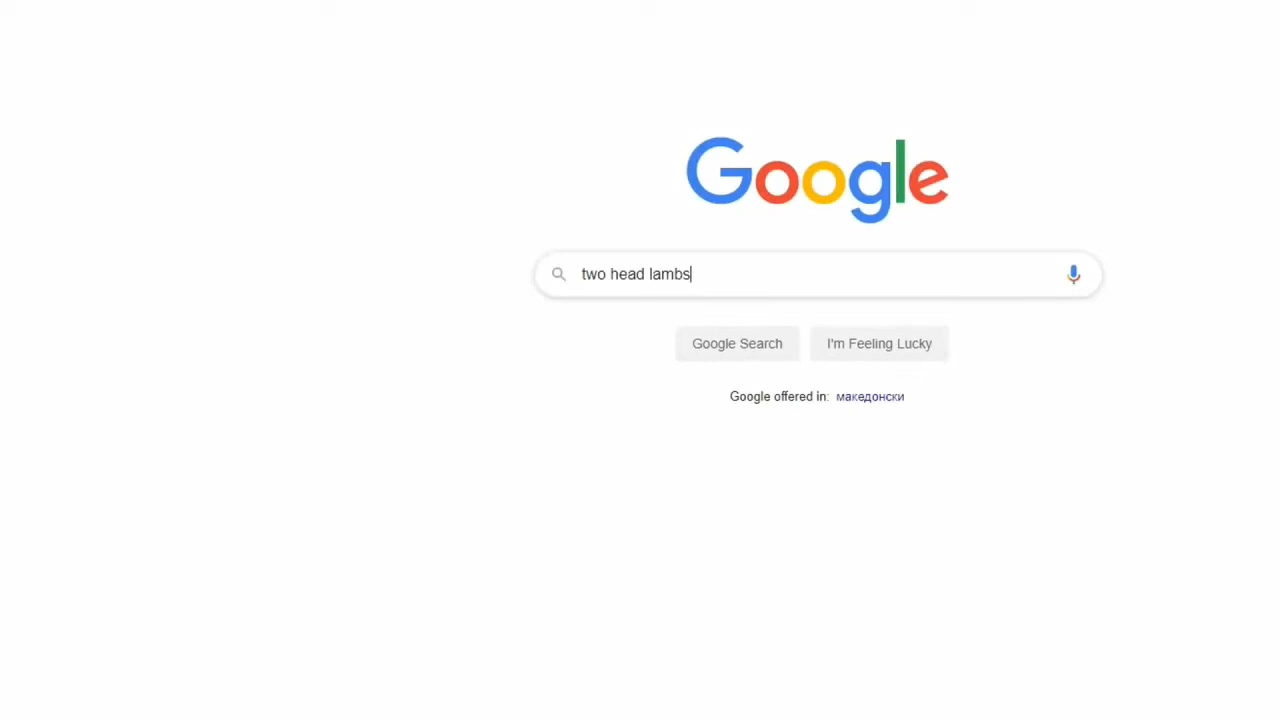 Google
two head lambs
Google Search
I'm Feeling Lucky
Google offered in: македонски